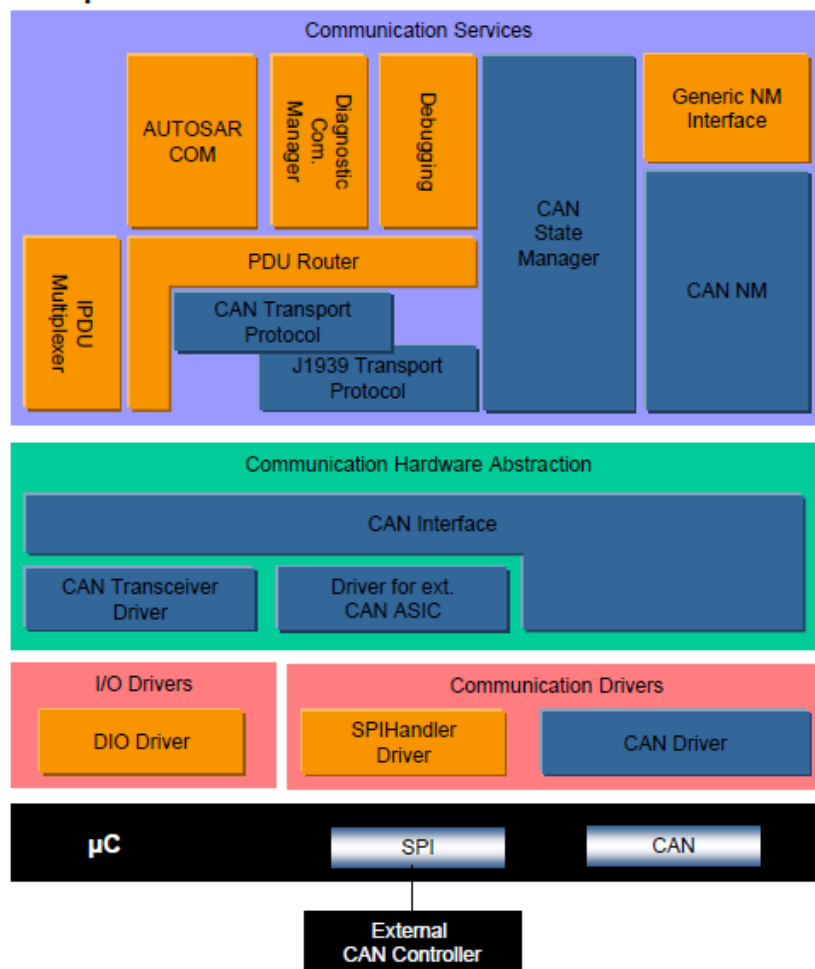 Communication Services
AUTOSAR
COM
Diagnostic
Com.
Manager
Debugging
CAN
State
Manager
Generic NM
Interface
CAN NM
IPDU
Multiplexer
PDU Router
CAN Transport
Protocol
J1939 Transport
Protocol
Communication Hardware Abstraction
CAN Interface
CAN Transceiver
Driver
Driver for ext.
CAN ASIC
I/O Drivers
DIO Driver
Communication Drivers
SPIHandler
Driver
CAN Driver
µC
SPI
CAN
External
CAN Controller